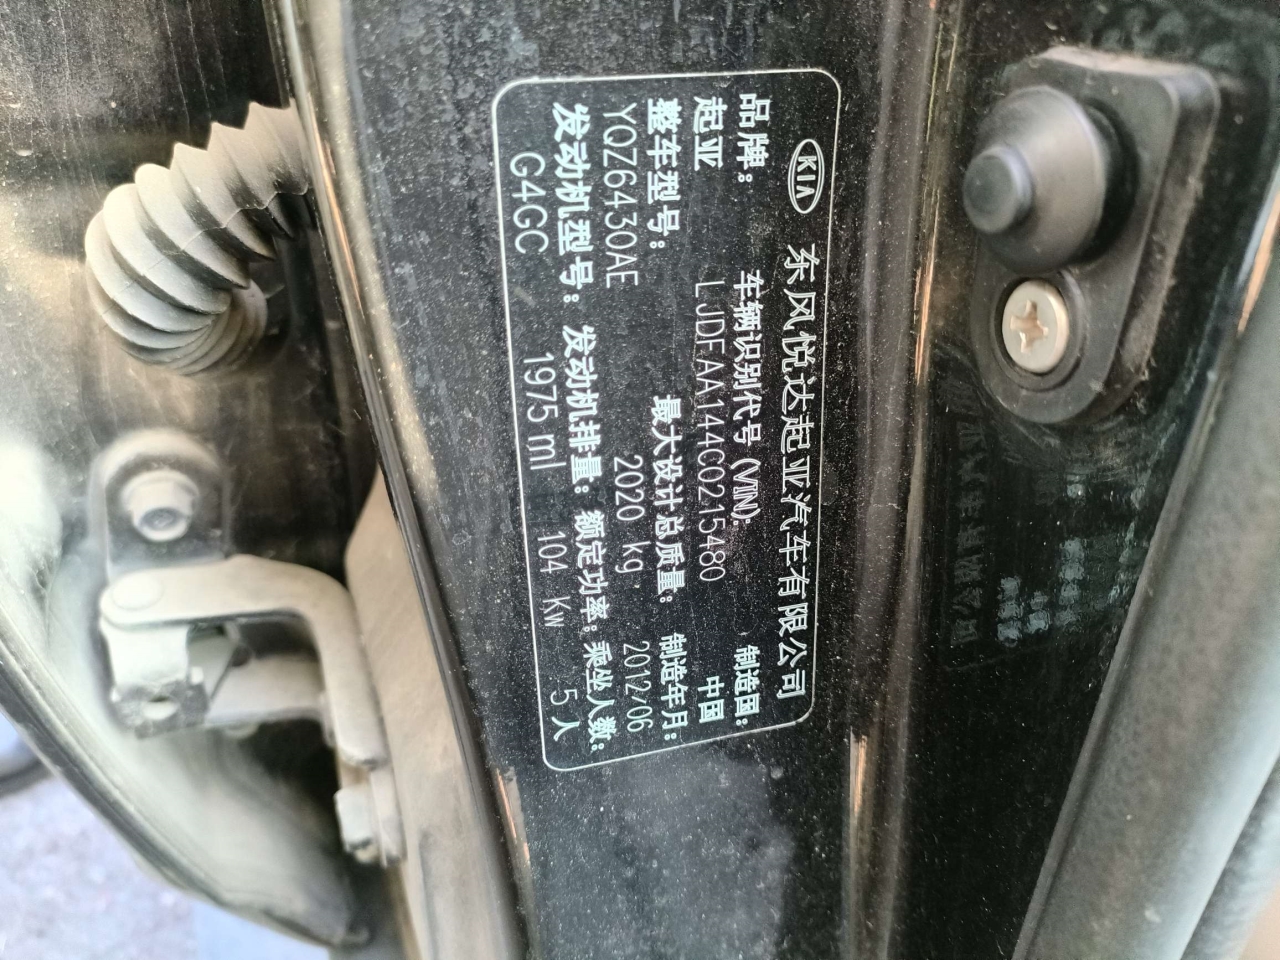 KIA 东风悦达起亚汽车有限公司
品牌: 车辆识别代号(VIN): 制造国:
起亚 LJDEAA144C0215480 中国
整车型号: 最大设计总质量: 制造年月:
YQZ6430AE 2020 kg 2012/06
发动机型号: 发动机排量: 额定功率: 乘坐人数:
G4GC 1975 ml 104 Kw 5人